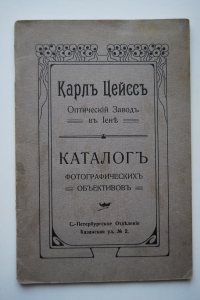 Карлъ Цейссъ
Оптическій Заводъ
въ Іенѣ
КАТАЛОГЪ
ФОТОГРАФИЧЕСКИХЪ
ОБЪЕКТИВОВЪ
С.-Петербургское Отдѣленіе
Казанская ул. № 2.